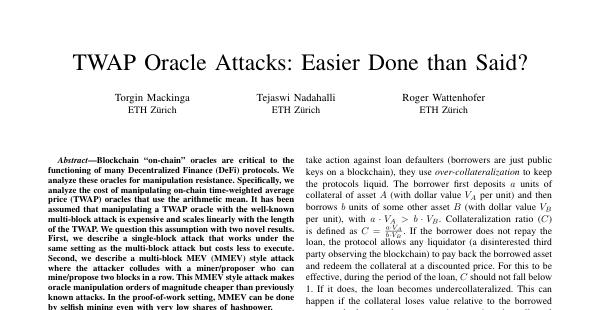 TWAP Oracle Attacks: Easier Done than Said?
Torgin Mackinga
ETH Zürich
Tejaswi Nadahalli
ETH Zürich
Roger Wattenhofer
ETH Zürich
Abstract—Blockchain “on-chain” oracles are critical to the
functioning of many Decentralized Finance (DeFi) protocols. We
analyze these oracles for manipulation resistance. Specifically, we
analyze the cost of manipulating on-chain time-weighted average
price (TWAP) oracles that use the arithmetic mean. It has
been assumed that manipulating a TWAP oracle with the well-known
multi-block attack is expensive and scales linearly with the length
of the TWAP. We question this assumption with two novel results.
First, we describe a single-block attack that works under the
same setting as the multi-block attack but costs less to execute.
Second, we describe a multi-block MEV (MMEV) style attack
where the attacker colludes with a miner/proposer who can
mine/propose two blocks in a row. This MMEV style attack makes
oracle manipulation orders of magnitude cheaper than previously
known attacks. In the proof-of-work setting, MMEV can be done
by selfish mining even with very low shares of hashpower.
take action against loan defaulters (borrowers are just public
keys on a blockchain), they use over-collateralization to keep
the protocols liquid. The borrower first deposits a units of
collateral of asset A (with dollar value V_A per unit) and then
borrows b units of some other asset B (with dollar value V_B
per unit), with a · V_A > b · V_B. Collateralization ratio (C)
is defined as C = a·V_A / b·V_B. If the borrower does not repay the
loan, the protocol allows any liquidator (a disinterested third
party observing the blockchain) to pay back the borrowed asset
and redeem the collateral at a discounted price. For this to be
effective, during the period of the loan, C should not fall below
1. If it does, the loan becomes undercollateralized. This can
happen if the collateral loses value relative to the borrowed